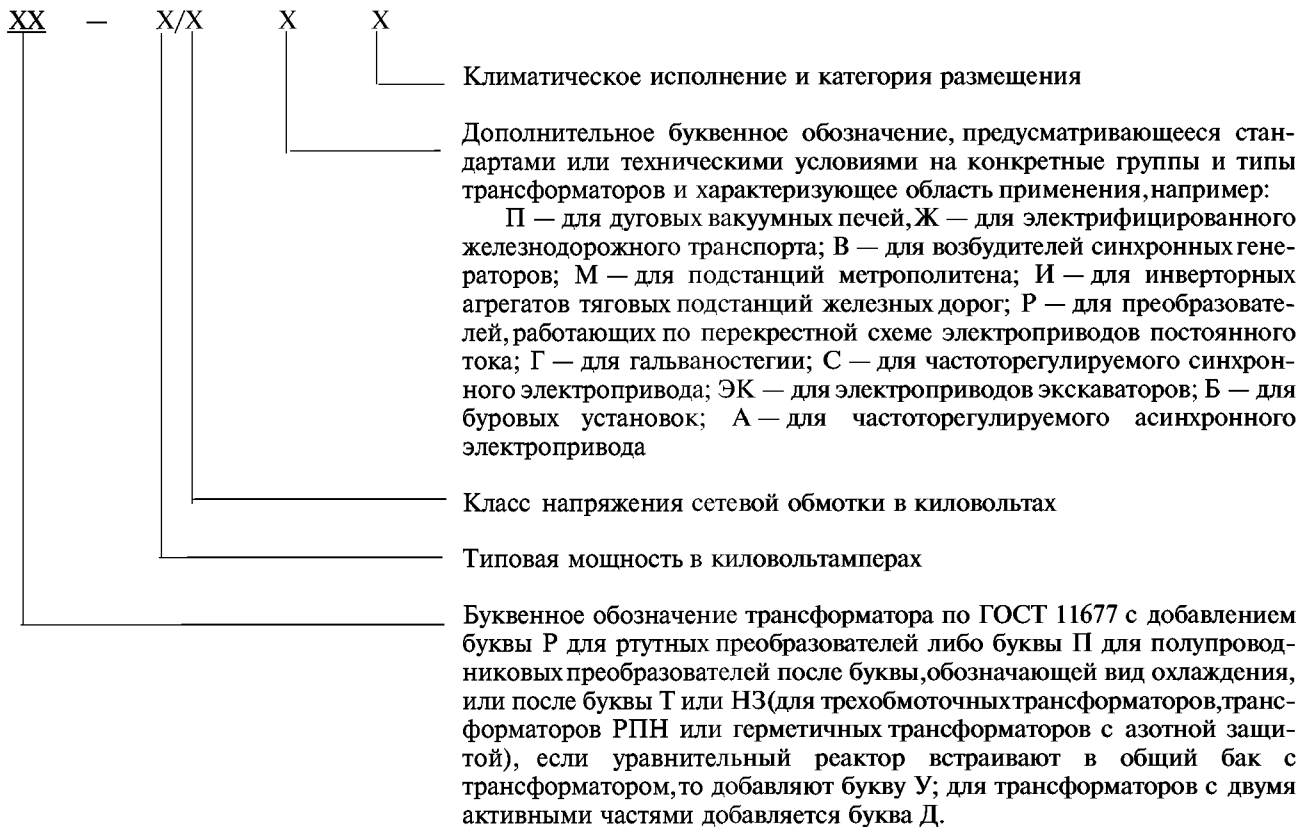 XX — X/X X X
Климатическое исполнение и категория размещения
Дополнительное буквенное обозначение, предусматривающееся стан-
дартами или техническими условиями на конкретные группы и типы
трансформаторов и характеризующее область применения,например:
П — для дуговых вакуумных печей,Ж — для электрифицированного
железнодорожного транспорта; В — для возбудителей синхронных гене-
раторов; М — для подстанций метрополитена; И — для инверторных
агрегатов тяговых подстанций железных дорог; Р — для преобразовате-
лей,работающих по перекрестной схеме электроприводов постоянного
тока; Г — для гальваностегии; С — для частоторегулируемого синхрон-
ного электропривода; ЭК — для электроприводов экскаваторов; Б — для
буровых установок; А — для частоторегулируемого асинхронного
электропривода
Класс напряжения сетевой обмотки в киловольтах
Типовая мощность в киловольтамперах
Буквенное обозначение трансформатора по ГОСТ 11677 с добавлением
буквы Р для ртутных преобразователей либо буквы П для полупровод-
никовых преобразователей после буквы,обозначающей вид охлаждения,
или после буквы Т или НЗ(для трехобмоточных трансформаторов,транс-
форматоров РПН или герметичных трансформаторов с азотной защи-
той), если уравнительный реактор встраивают в общий бак с
трансформатором,то добавляют букву У; для трансформаторов с двумя
активными частями добавляется буква Д.